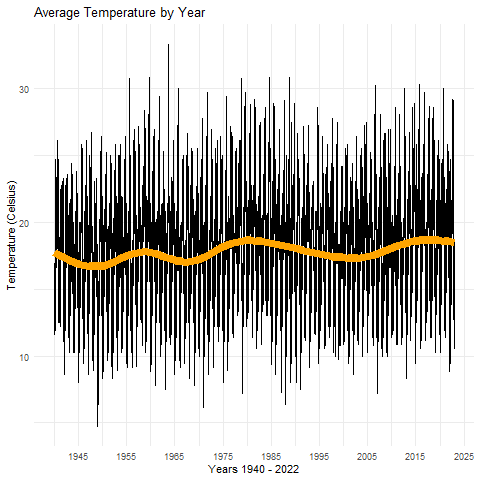 Average Temperature by Year
30
20
10
Temperature (Celsius)
1945 1955 1965 1975 1985 1995 2005 2015 2025
Years 1940 - 2022